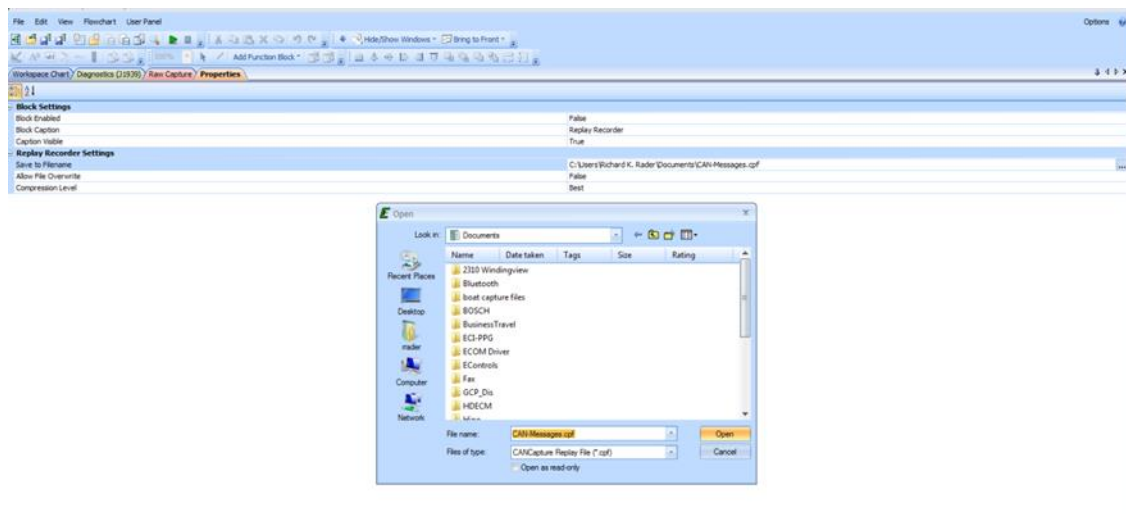 File Edit View Flowchart User Panel Options
Hide/Show Windows Bring to Front
100% Add Function Block
Workspace Chart Diagnostics (J1939) Raw Capture Properties
Block Settings
Block Enabled False
Block Caption Replay Recorder
Caption Visible True
Replay Recorder Settings
Save to Filename C:\Users\Richard K. Rader\Documents\CAN-Messages.cpf ...
Allow File Overwrite False
Compression Level Best
Open
Look in: Documents
Name Date taken Tags Size Rating
Recent Places
Desktop
rrader
Computer
Network
2310 Windingview
Bluetooth
boat capture files
BOSCH
BusinessTravel
ECI-PPG
ECOM Driver
EControls
Fax
GCP_Dis
HDECM
File name: CAN-Messages.cpf Open
Files of type: CANCapture Replay File (*.cpf) Cancel
Open as read-only